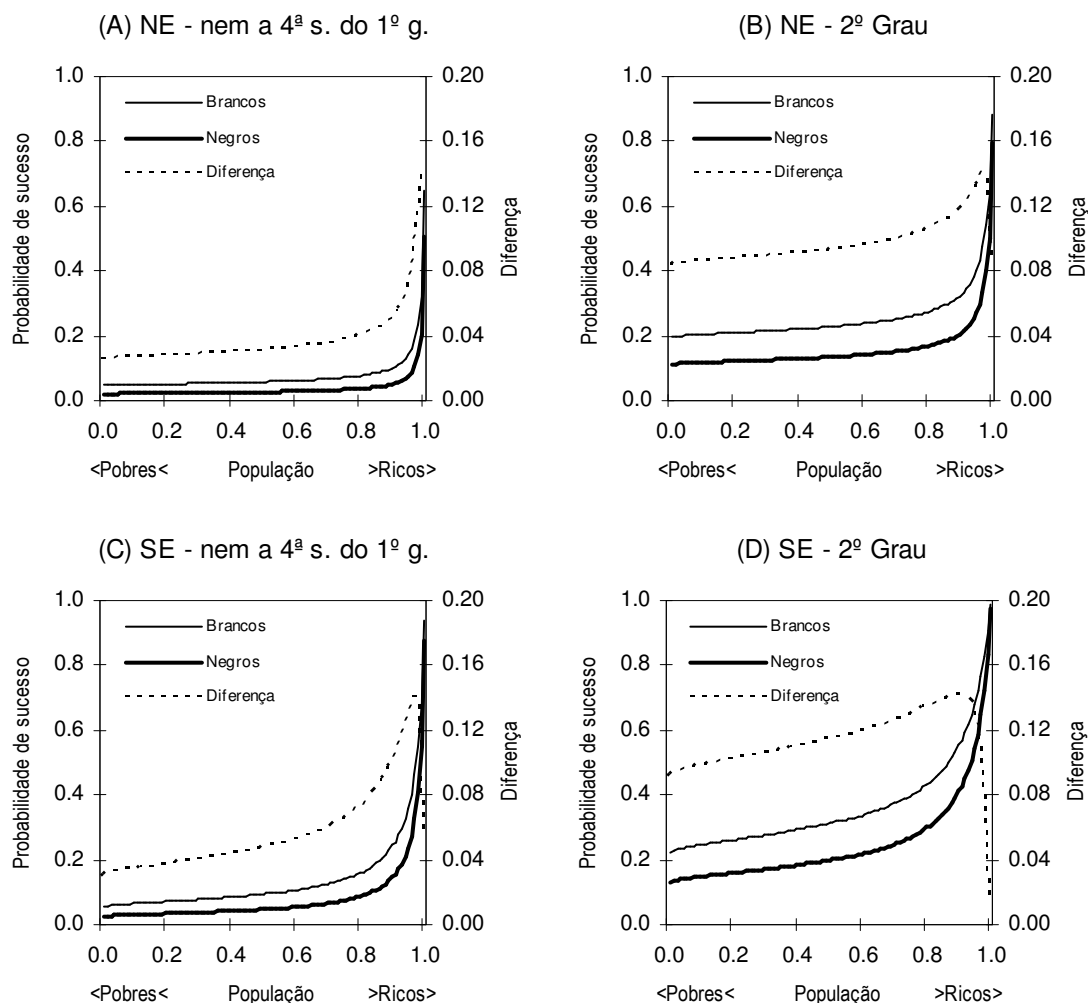 (A) NE - nem a 4ª s. do 1º g.
1.0
0.8
0.6
0.4
0.2
0.0
Probabilidade de sucesso
Brancos
Negros
Diferença
0.20
0.16
0.12
0.08
0.04
0.00
Diferença
0.0 0.2 0.4 0.6 0.8 1.0
<Pobres< População >Ricos>
(B) NE - 2º Grau
1.0
0.8
0.6
0.4
0.2
0.0
Probabilidade de sucesso
Brancos
Negros
Diferença
0.20
0.16
0.12
0.08
0.04
0.00
Diferença
0.0 0.2 0.4 0.6 0.8 1.0
<Pobres< População >Ricos>
(C) SE - nem a 4ª s. do 1º g.
1.0
0.8
0.6
0.4
0.2
0.0
Probabilidade de sucesso
Brancos
Negros
Diferença
0.20
0.16
0.12
0.08
0.04
0.00
Diferença
0.0 0.2 0.4 0.6 0.8 1.0
<Pobres< População >Ricos>
(D) SE - 2º Grau
1.0
0.8
0.6
0.4
0.2
0.0
Probabilidade de sucesso
Brancos
Negros
Diferença
0.20
0.16
0.12
0.08
0.04
0.00
Diferença
0.0 0.2 0.4 0.6 0.8 1.0
<Pobres< População >Ricos>